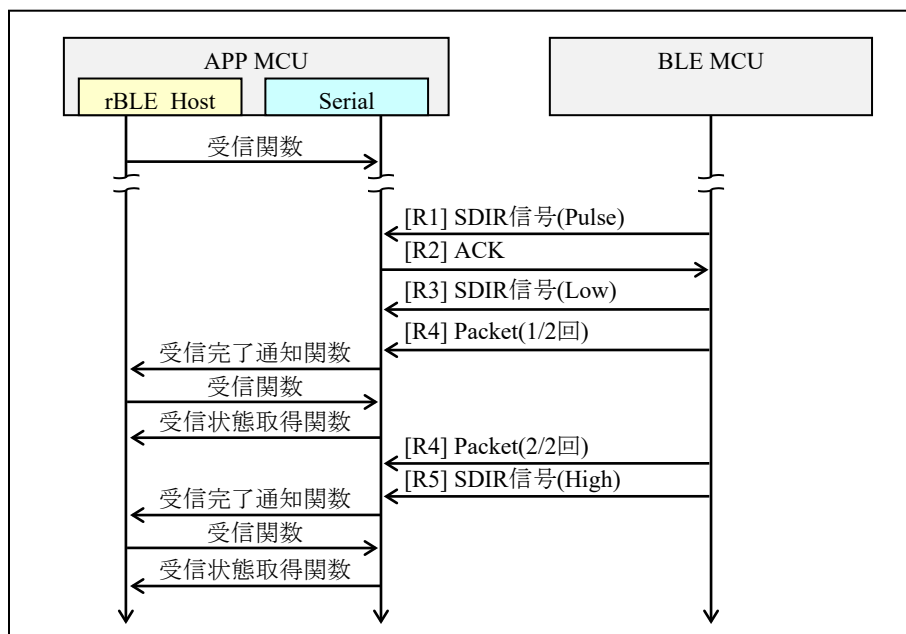 APP MCU
BLE MCU
rBLE_Host
Serial
受信関数
[R1] SDIR信号(Pulse)
[R2] ACK
[R3] SDIR信号(Low)
[R4] Packet(1/2回)
受信完了通知関数
受信関数
受信状態取得関数
[R4] Packet(2/2回)
[R5] SDIR信号(High)
受信完了通知関数
受信関数
受信状態取得関数